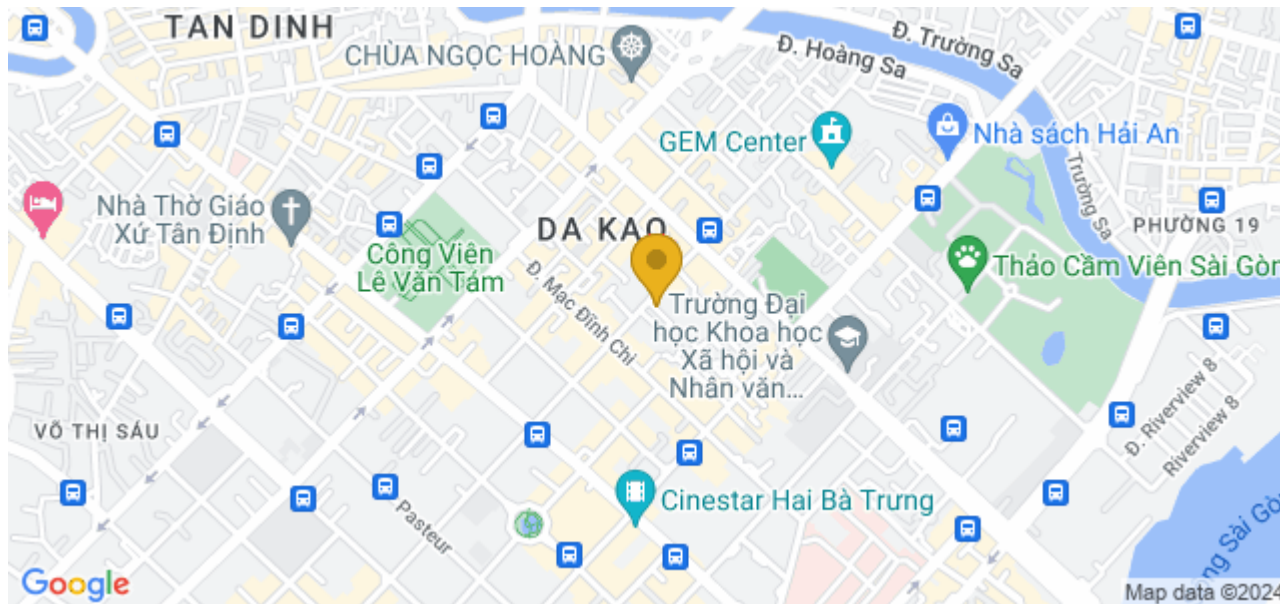 TAN DINH
CHÙA NGỌC HOÀNG
Đ. Hoàng Sa
Đ. Trường Sa
GEM Center
Nhà sách Hải An
Trường Sa
Nhà Thờ Giáo
Xứ Tân Định
DA KAO
PHƯỜNG 19
Công Viên
Lê Văn Tám
Đ. Mạc Đĩnh Chi
Thảo Cầm Viên Sài Gòn
Trường Đại
học Khoa học
Xã hội và
Nhân văn...
VÕ THỊ SÁU
Đ. Riverview 8
Riverview 8
Pasteur
Cinestar Hai Bà Trưng
ng Sài Gò
Google
Map data ©2024